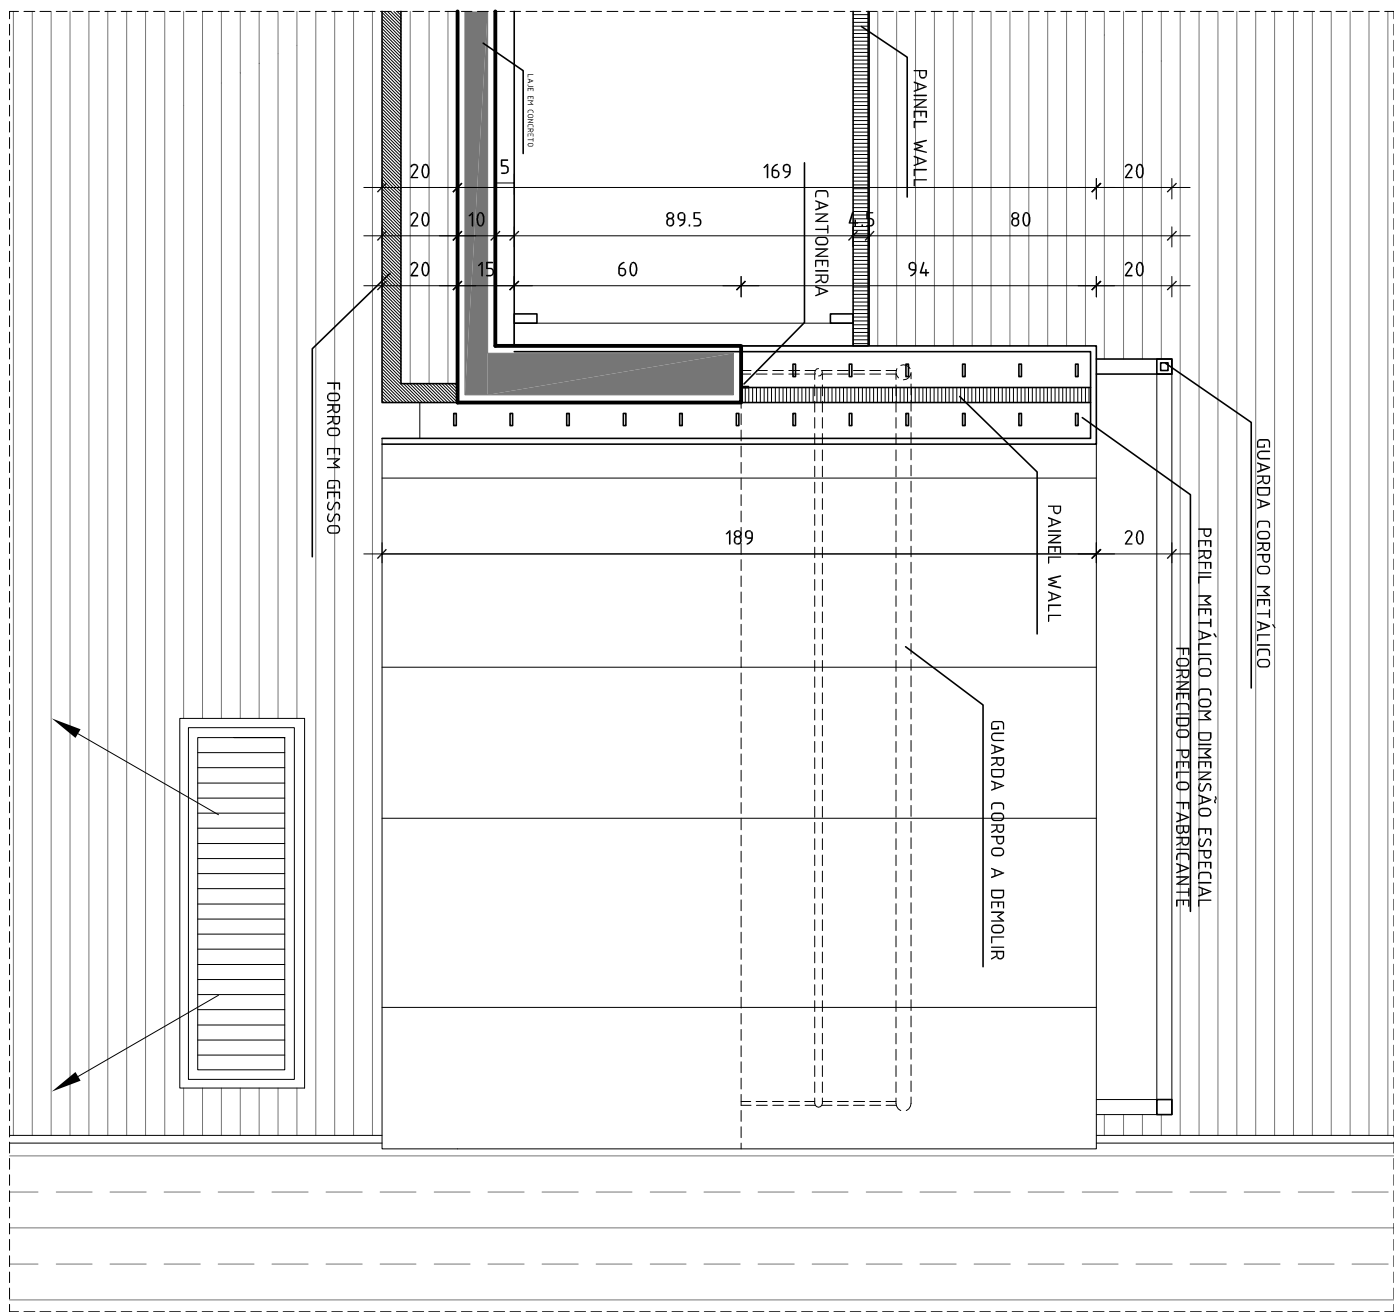 LAJE EM CONCRETO
PAINEL WALL
20
5
169
20
CANTONEIRA
20
10
89.5
4.5
80
20
15
60
94
20
FORRO EM GESSO
GUARDA CORPO METÁLICO
PAINEL WALL
189
20
PERFIL METÁLICO COM DIMENSÃO ESPECIAL
FORNECIDO PELO FABRICANTE
GUARDA CORPO A DEMOLIR